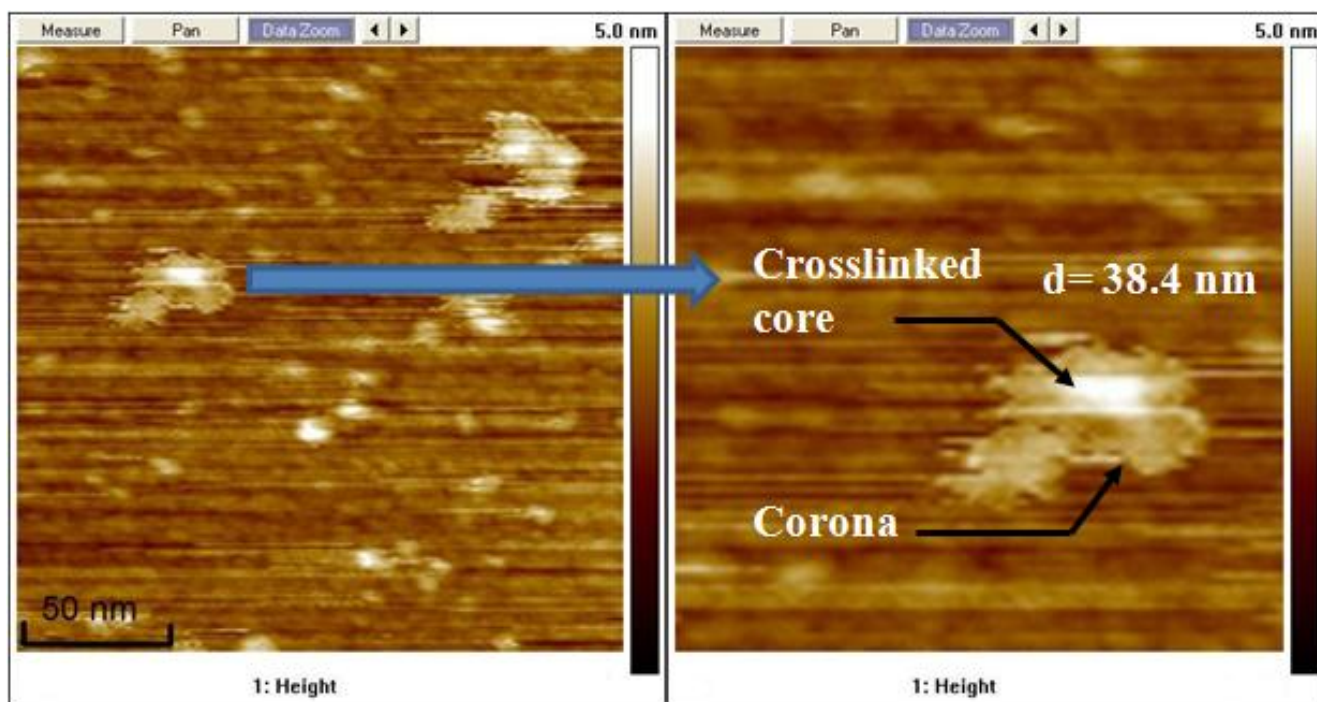 Measure Pan Data Zoom 5.0 nm
50 nm
1: Height
Measure Pan Data Zoom 5.0 nm
Crosslinked
core
d= 38.4 nm
Corona
1: Height